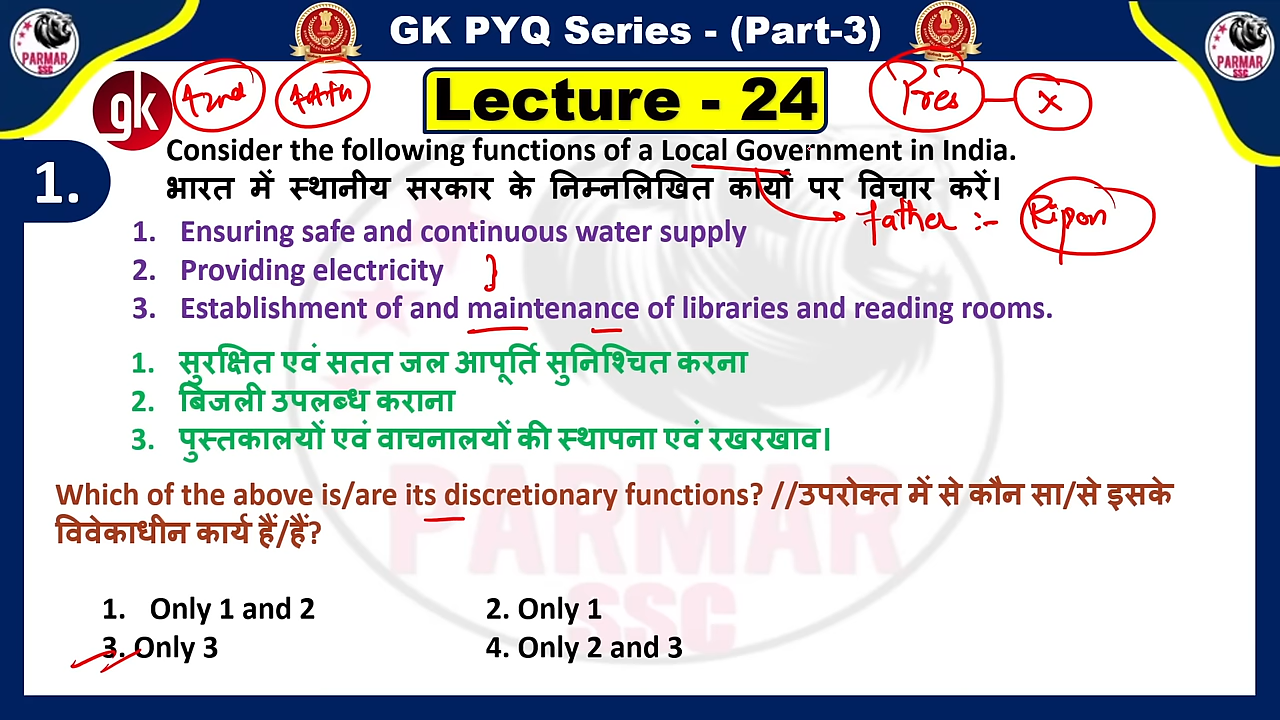 PARMAR
SSC
GK PYQ Series - (Part-3)
PARMAR
SSC
gk
Lecture - 24
Pres - x
1.
Consider the following functions of a Local Government in India.
भारत में स्थानीय सरकार के निम्नलिखित कार्यों पर विचार करें।
father :- Ripon
1. Ensuring safe and continuous water supply
2. Providing electricity }
3. Establishment of and maintenance of libraries and reading rooms.
1. सुरक्षित एवं सतत जल आपूर्ति सुनिश्चित करना
2. बिजली उपलब्ध कराना
3. पुस्तकालयों एवं वाचनालयों की स्थापना एवं रखरखाव।
Which of the above is/are its discretionary functions? //उपरोक्त में से कौन सा/से इसके
विवेकाधीन कार्य हैं/हैं?
1. Only 1 and 2 2. Only 1
3. Only 3 4. Only 2 and 3
PARMAR
SSC